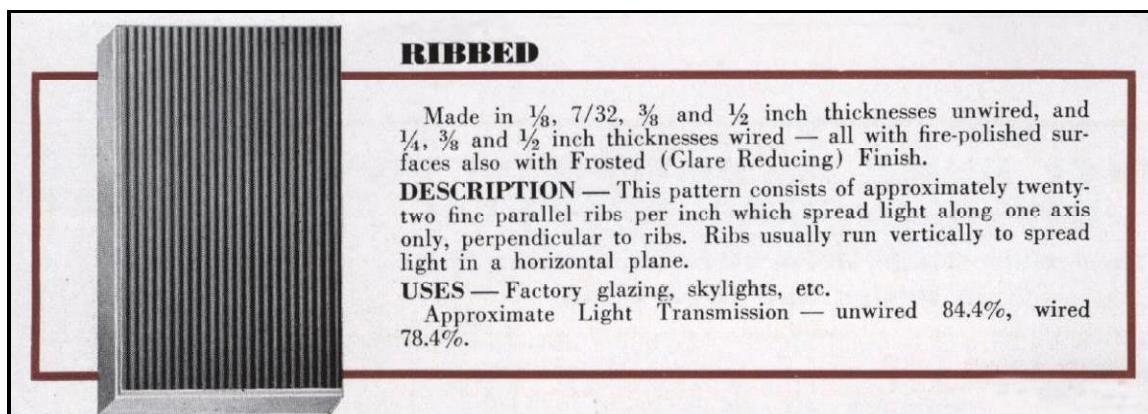 RIBBED
Made in ⅛, 7/32, ⅜ and ½ inch thicknesses unwired, and
¼, ⅜ and ½ inch thicknesses wired — all with fire-polished sur-
faces also with Frosted (Glare Reducing) Finish.
DESCRIPTION — This pattern consists of approximately twenty-
two fine parallel ribs per inch which spread light along one axis
only, perpendicular to ribs. Ribs usually run vertically to spread
light in a horizontal plane.
USES — Factory glazing, skylights, etc.
Approximate Light Transmission — unwired 84.4%, wired
78.4%.